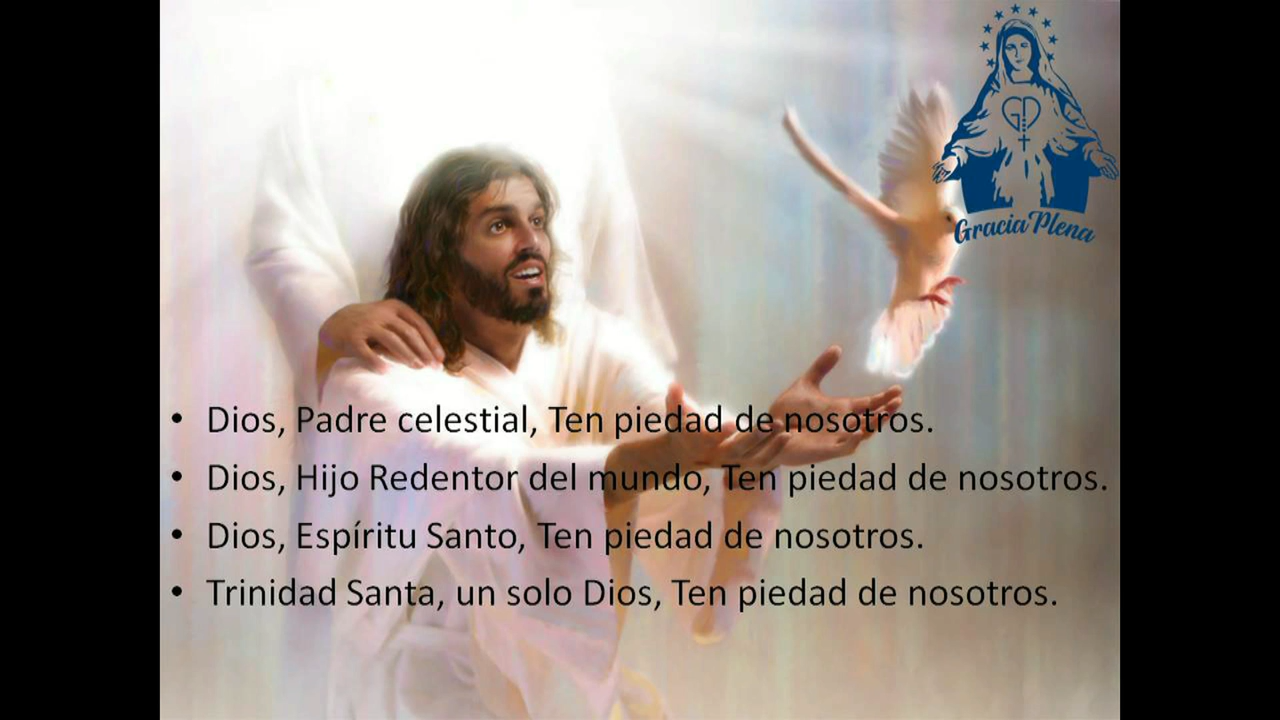 GD
Gracia Plena
• Dios, Padre celestial, Ten piedad de nosotros.
• Dios, Hijo Redentor del mundo, Ten piedad de nosotros.
• Dios, Espíritu Santo, Ten piedad de nosotros.
• Trinidad Santa, un solo Dios, Ten piedad de nosotros.